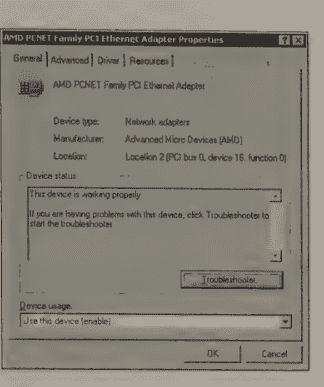 AMD PCNET Family PCI Ethernet Adapter Properties
General Advanced Driver Resources
AMD PCNET Family PCI Ethernet Adapter
Device type: Network adapters
Manufacturer: Advanced Micro Devices (AMD)
Location: Location 2 (PCI bus 0, device 16, function 0)
Device status
This device is working properly
If you are having problems with this device, click Troubleshooter to
start the troubleshooter
Troubleshooter.
Device usage.
Use this device (enable)
OK Cancel